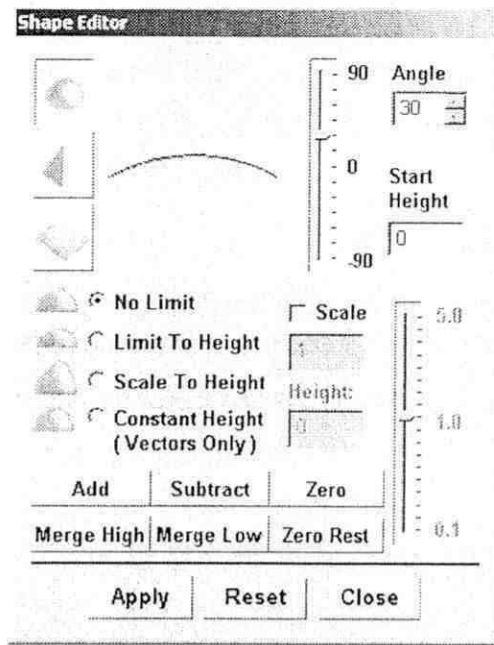 Shape Editor
90
Angle
30
0
Start
Height
0
-90
No Limit
Scale
5.0
Limit To Height
1
Scale To Height
Height:
Constant Height
0
1.0
(Vectors Only)
Add Subtract Zero
Merge High Merge Low Zero Rest
0.1
Apply Reset Close